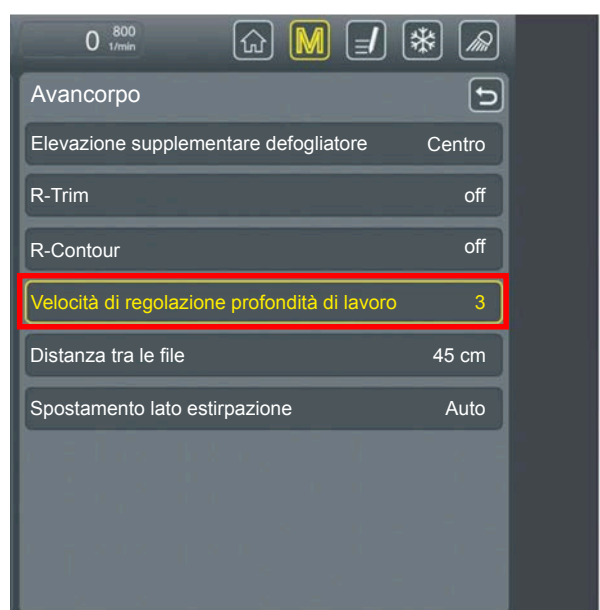 0 800 1/min
M
Avancorpo
Elevazione supplementare defogliatore Centro
R-Trim off
R-Contour off
Velocità di regolazione profondità di lavoro 3
Distanza tra le file 45 cm
Spostamento lato estirpazione Auto